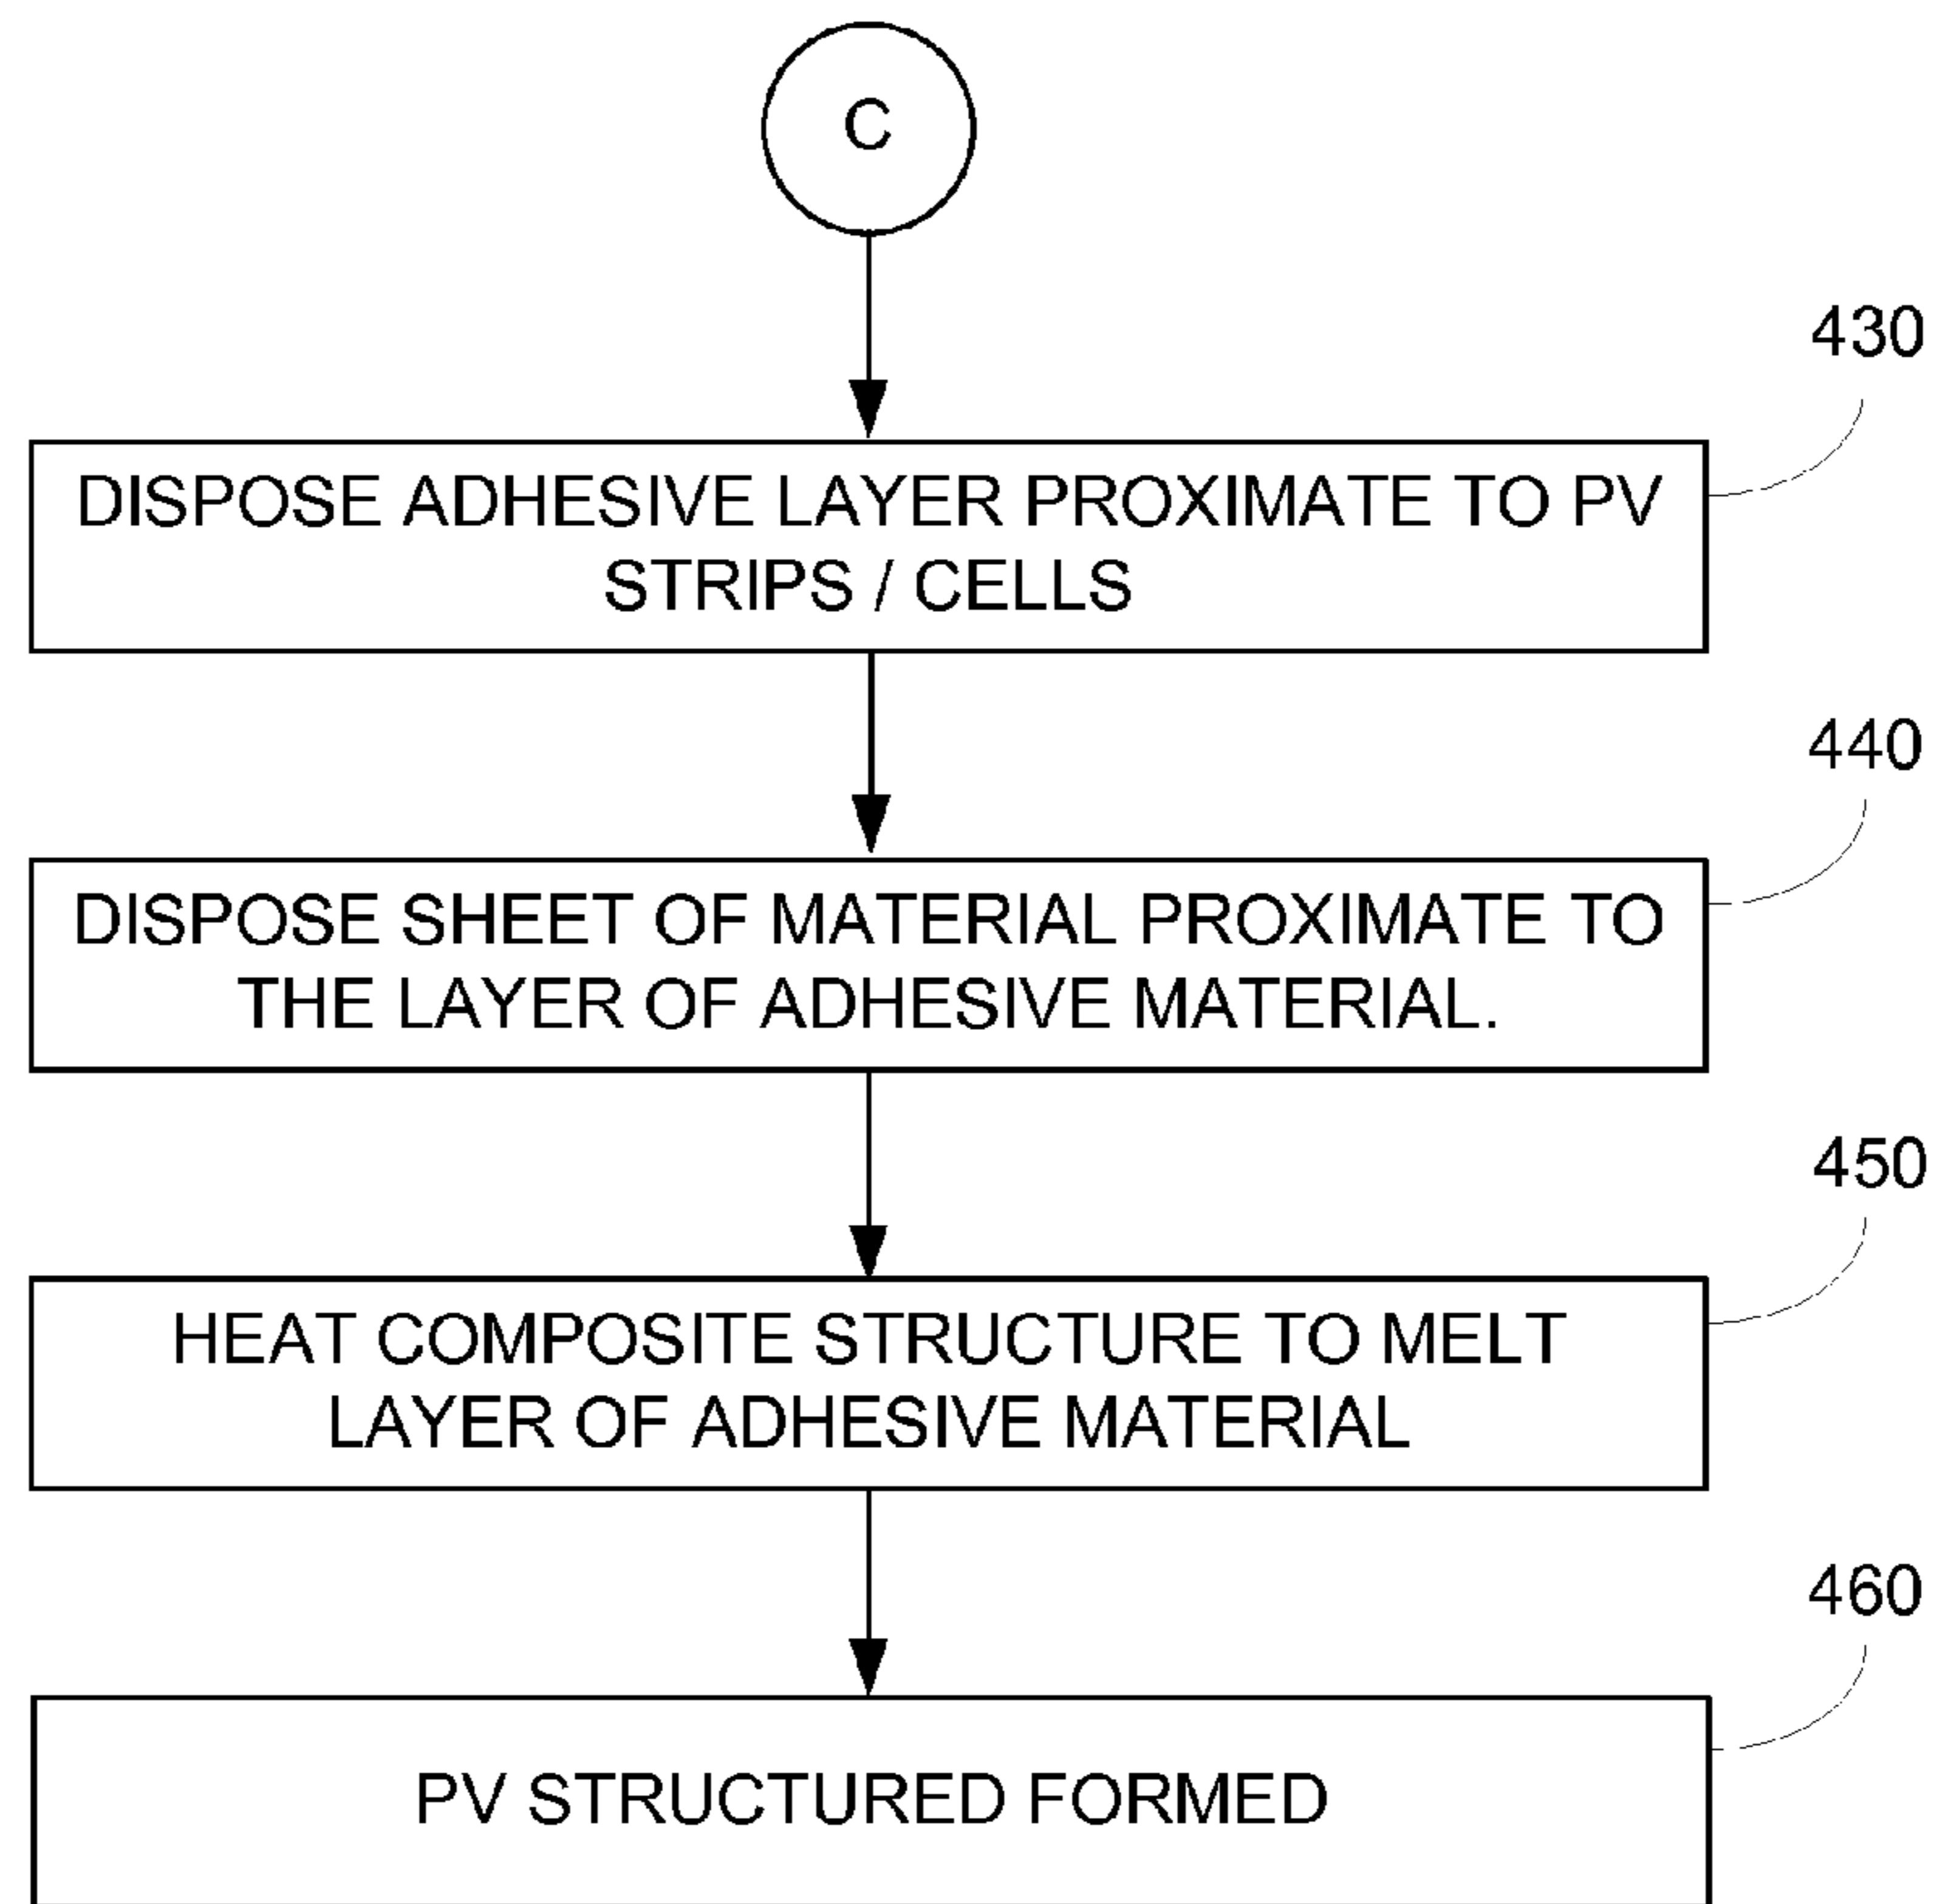 C
430
DISPOSE ADHESIVE LAYER PROXIMATE TO PV
STRIPS / CELLS
440
DISPOSE SHEET OF MATERIAL PROXIMATE TO
THE LAYER OF ADHESIVE MATERIAL.
450
HEAT COMPOSITE STRUCTURE TO MELT
LAYER OF ADHESIVE MATERIAL
460
PV STRUCTURED FORMED